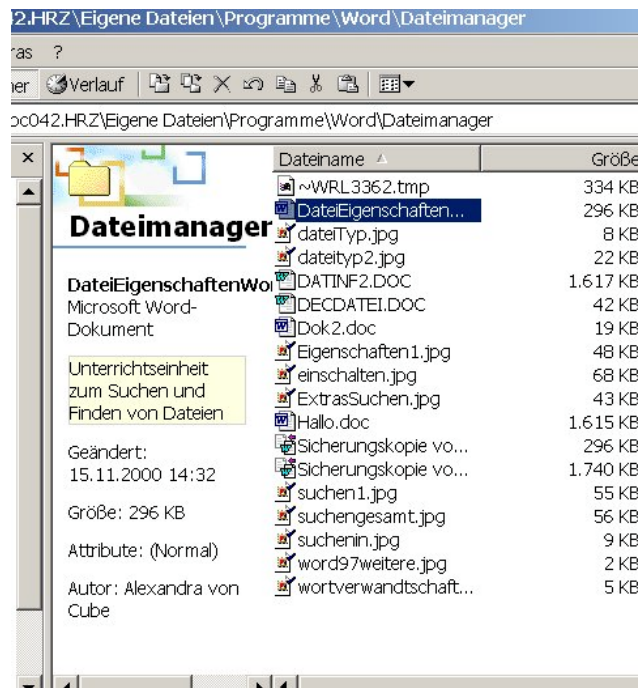 2.HRZ\Eigene Dateien\Programme\Word\Dateimanager
ras ?
ner Verlauf
oc042.HRZ\Eigene Dateien\Programme\Word\Dateimanager
Dateimanager
DateiEigenschaftenWo
Microsoft Word-
Dokument
Unterrichtseinheit
zum Suchen und
Finden von Dateien
Geändert:
15.11.2000 14:32
Größe: 296 KB
Attribute: (Normal)
Autor: Alexandra von
Cube
Dateiname Größe
~WRL3362.tmp 334 KB
DateiEigenschaften... 296 KB
dateiTyp.jpg 8 KB
dateityp2.jpg 22 KB
DATINF2.DOC 1.617 KB
DECDATEI.DOC 42 KB
Dok2.doc 19 KB
Eigenschaften1.jpg 48 KB
einschalten.jpg 68 KB
ExtrasSuchen.jpg 43 KB
Hallo.doc 1.615 KB
Sicherungskopie vo... 296 KB
Sicherungskopie vo... 1.740 KB
suchen1.jpg 55 KB
suchengesamt.jpg 56 KB
suchenin.jpg 9 KB
word97weitere.jpg 2 KB
wortverwandtschaft... 5 KB